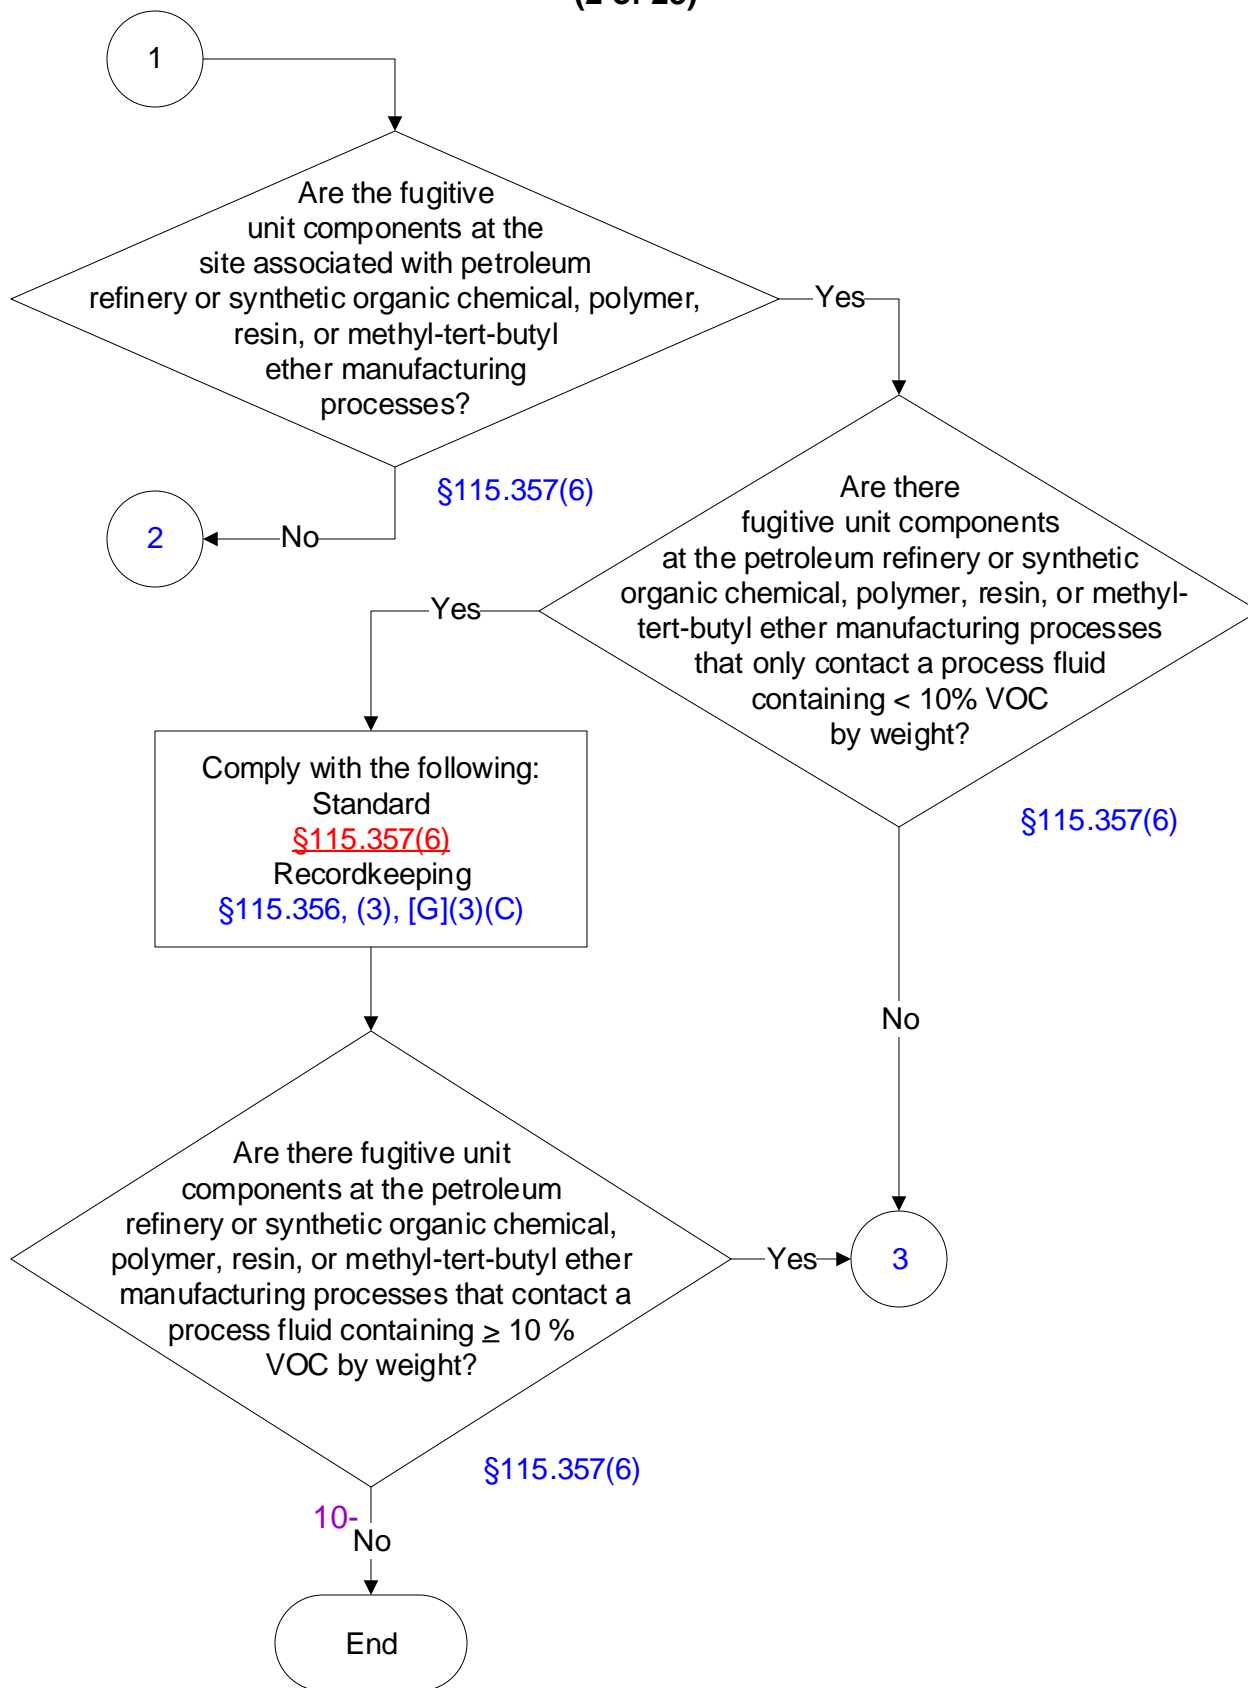 1
Are the fugitive
unit components at the
site associated with petroleum
refinery or synthetic organic chemical, polymer,
resin, or methyl-tert-butyl
ether manufacturing
processes?
Yes
§115.357(6)
No
2
Are there
fugitive unit components
at the petroleum refinery or synthetic
organic chemical, polymer, resin, or methyl-
tert-butyl ether manufacturing processes
that only contact a process fluid
containing < 10% VOC
by weight?
Yes
§115.357(6)
No
Comply with the following:
Standard
§115.357(6)
Recordkeeping
§115.356, (3), [G](3)(C)
Are there fugitive unit
components at the petroleum
refinery or synthetic organic chemical,
polymer, resin, or methyl-tert-butyl ether
manufacturing processes that contact a
process fluid containing ≥ 10 %
VOC by weight?
Yes
3
§115.357(6)
10-
No
End